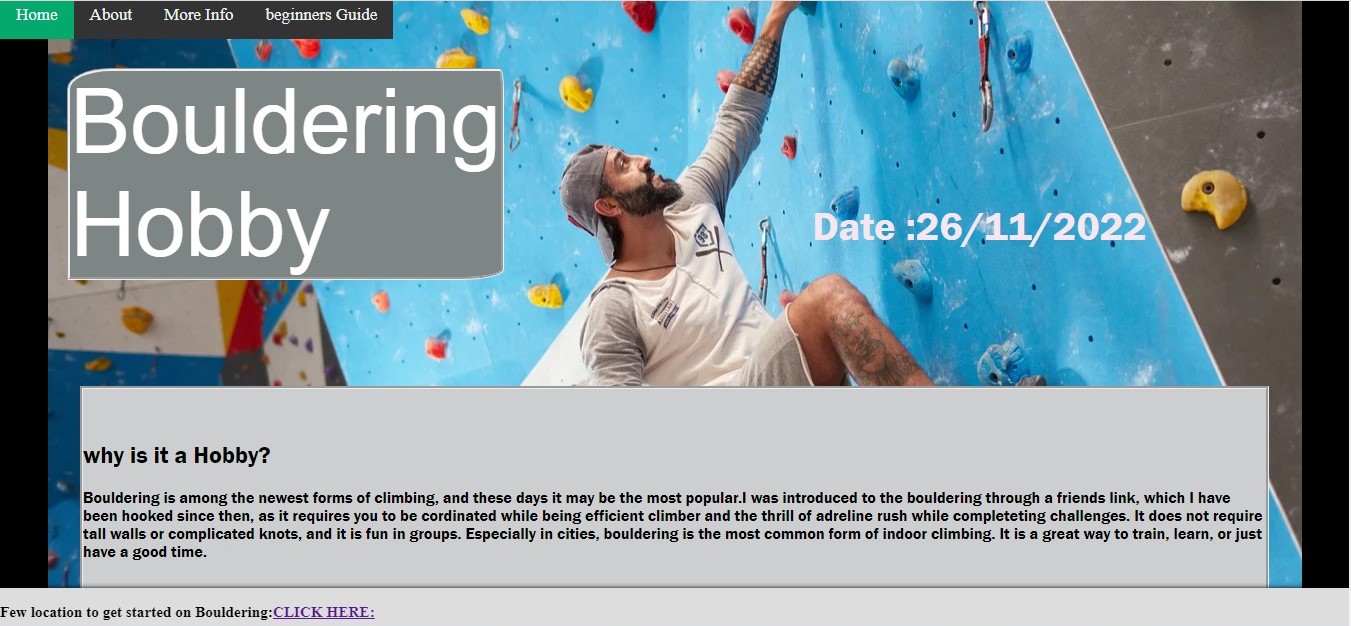 Home About More Info beginners Guide
Bouldering
Hobby
Date :26/11/2022
why is it a Hobby?
Bouldering is among the newest forms of climbing, and these days it may be the most popular.I was introduced to the bouldering through a friends link, which I have
been hooked since then, as it requires you to be cordinated while being efficient climber and the thrill of adreline rush while completeting challenges. It does not require
tall walls or complicated knots, and it is fun in groups. Especially in cities, bouldering is the most common form of indoor climbing. It is a great way to train, learn, or just
have a good time.
Few location to get started on Bouldering:CLICK HERE: